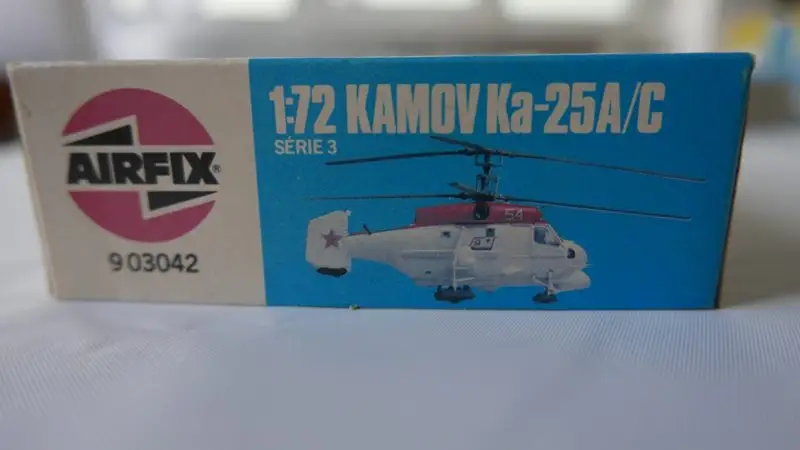 AIRFIX®
9 03042
1:72 KAMOV Ka-25A/C
SÉRIE 3
54